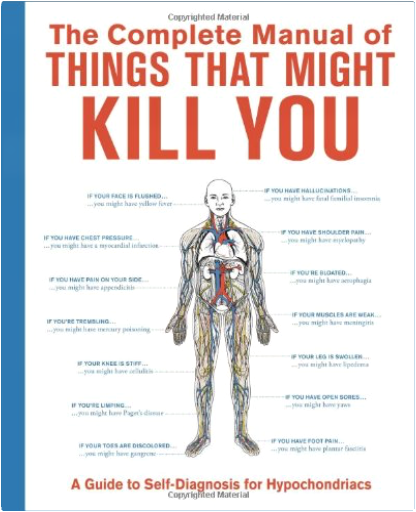 Copyrighted Material
The Complete Manual of
THINGS THAT MIGHT
KILL YOU
IF YOUR FACE IS FLUSHED...
...you might have yellow fever
IF YOU HAVE HALLUCINATIONS...
...you might have fatal familial insomnia
IF YOU HAVE CHEST PRESSURE...
...you might have a myocardial infarction
IF YOU HAVE SHOULDER PAIN...
...you might have myelopathy
IF YOU HAVE PAIN ON YOUR SIDE...
...you might have appendicitis
IF YOU'RE BLOATED...
...you might have aerophagia
IF YOU'RE TREMBLING...
...you might have mercury poisoning
IF YOUR MUSCLES ARE WEAK...
...you might have meningitis
IF YOUR KNEE IS STIFF...
...you might have cellulitis
IF YOUR LEG IS SWOLLEN...
...you might have lipedema
IF YOU'RE LIMPING...
...you might have Paget's disease
IF YOU HAVE OPEN SORES...
...you might have yaws
IF YOUR TOES ARE DISCOLORED...
...you might have gangrene
IF YOU HAVE FOOT PAIN...
...you might have plantar fasciitis
A Guide to Self-Diagnosis for Hypochondriacs
Copyrighted Material